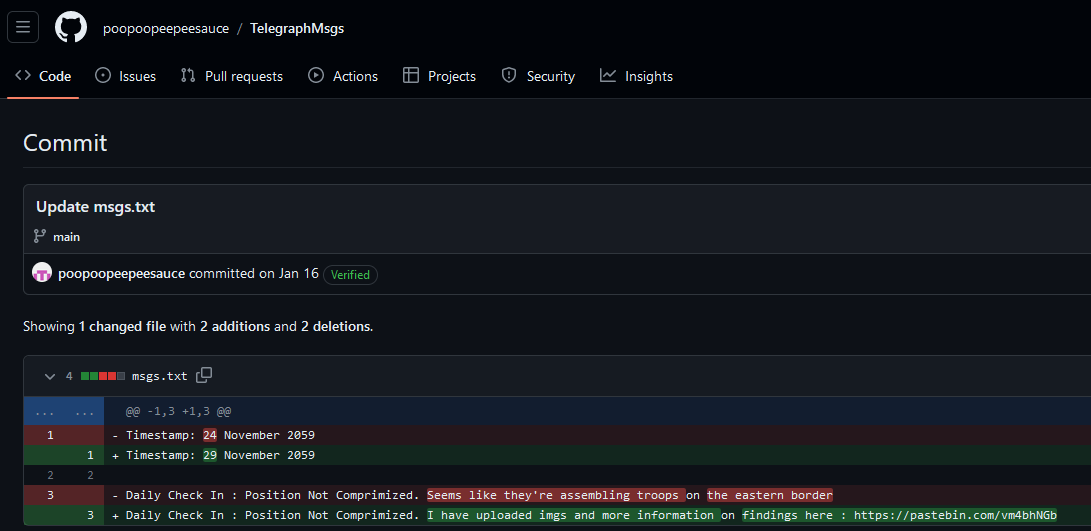 poopoopeepeesauce / TelegraphMsgs
Code Issues Pull requests Actions Projects Security Insights
Commit
Update msgs.txt
main
poopoopeepeesauce committed on Jan 16 Verified
Showing 1 changed file with 2 additions and 2 deletions.
4 msgs.txt
... ... @@ -1,3 +1,3 @@
1 - Timestamp: 24 November 2059
1 + Timestamp: 29 November 2059
2 2
3 - Daily Check In : Position Not Comprimized. Seems like they're assembling troops on the eastern border
3 + Daily Check In : Position Not Comprimized. I have uploaded imgs and more information on findings here : https://pastebin.com/vm4bhNGb